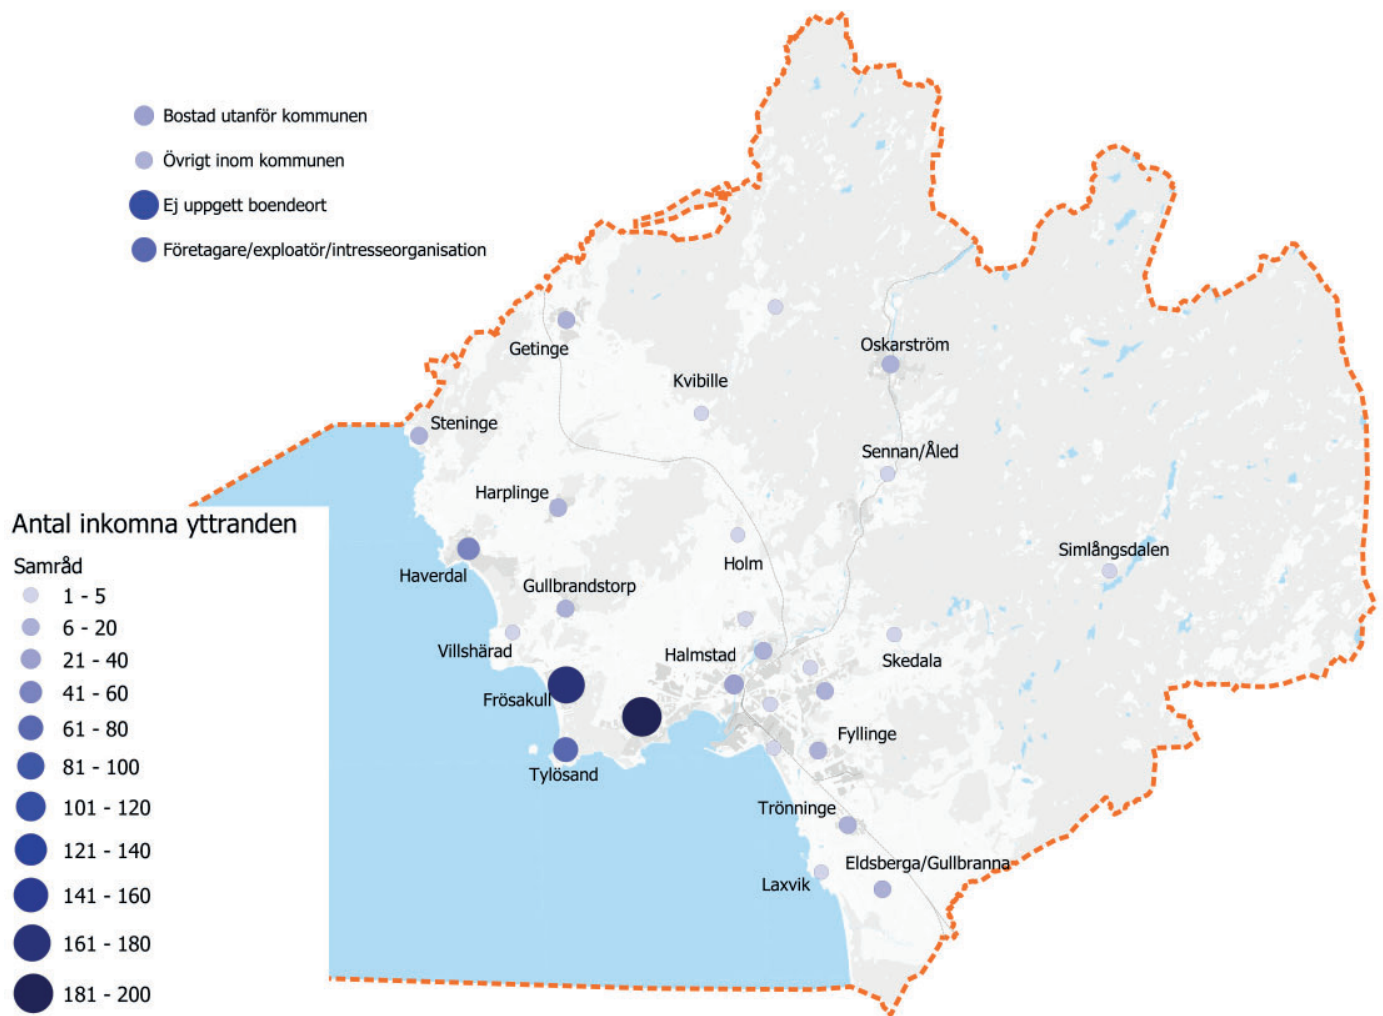 Bostad utanför kommunen
Övrigt inom kommunen
Ej uppgett boendeort
Företagare/exploatör/intresseorganisation
Getinge
Oskarström
Kvibille
Steninge
Sennan/Åled
Harplinge
Simlångsdalen
Holm
Haverdal
Gullbrandstorp
Villshärad
Halmstad
Skedala
Frösakull
Fyllinge
Tylösand
Trönninge
Eldsberga/Gullbranna
Laxvik
Antal inkomna yttranden
Samråd
1 - 5
6 - 20
21 - 40
41 - 60
61 - 80
81 - 100
101 - 120
121 - 140
141 - 160
161 - 180
181 - 200